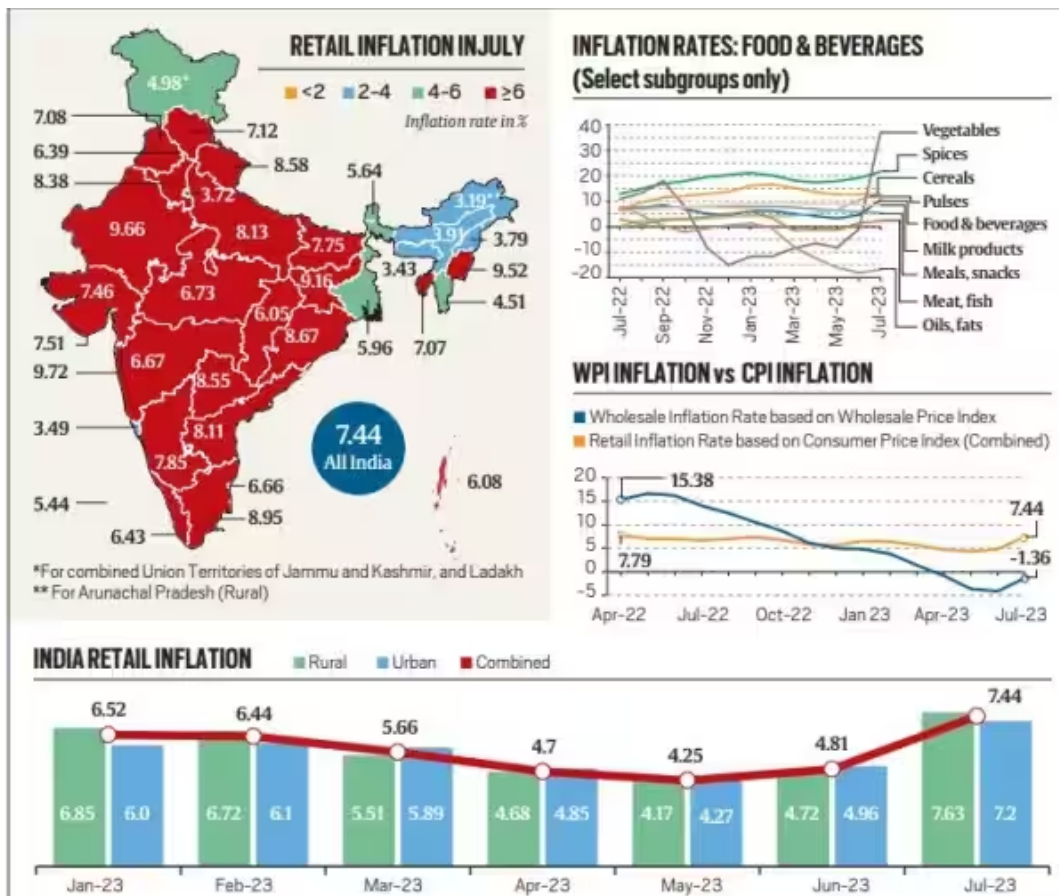 RETAIL INFLATION IN JULY
<2 2-4 4-6 ≥6
Inflation rate in %
4.98*
7.08
7.12
6.39
8.58
8.38
3.72
5.64
3.19**
9.66
8.13
7.75
3.91
3.79
3.43
9.52
7.46
6.73
9.16
4.51
6.05
8.67
7.51
5.96
7.07
6.67
9.72
8.55
3.49
8.11
7.44
All India
7.85
6.08
6.66
5.44
8.95
6.43
*For combined Union Territories of Jammu and Kashmir, and Ladakh
** For Arunachal Pradesh (Rural)
INFLATION RATES: FOOD & BEVERAGES
(Select subgroups only)
40
30
20
10
0
-10
-20
Vegetables
Spices
Cereals
Pulses
Food & beverages
Milk products
Meals, snacks
Meat, fish
Oils, fats
Jul-22 Sep-22 Nov-22 Jan-23 Mar-23 May-23 Jul-23
WPI INFLATION vs CPI INFLATION
Wholesale Inflation Rate based on Wholesale Price Index
Retail Inflation Rate based on Consumer Price Index (Combined)
20
15
10
5
0
-5
15.38
7.79
7.44
-1.36
Apr-22 Jul-22 Oct-22 Jan 23 Apr-23 Jul-23
INDIA RETAIL INFLATION Rural Urban Combined
6.52 6.44 5.66 4.7 4.25 4.81 7.44
6.85 6.0 6.72 6.1 5.51 5.89 4.68 4.85 4.17 4.27 4.72 4.96 7.63 7.2
Jan-23 Feb-23 Mar-23 Apr-23 May-23 Jun-23 Jul-23